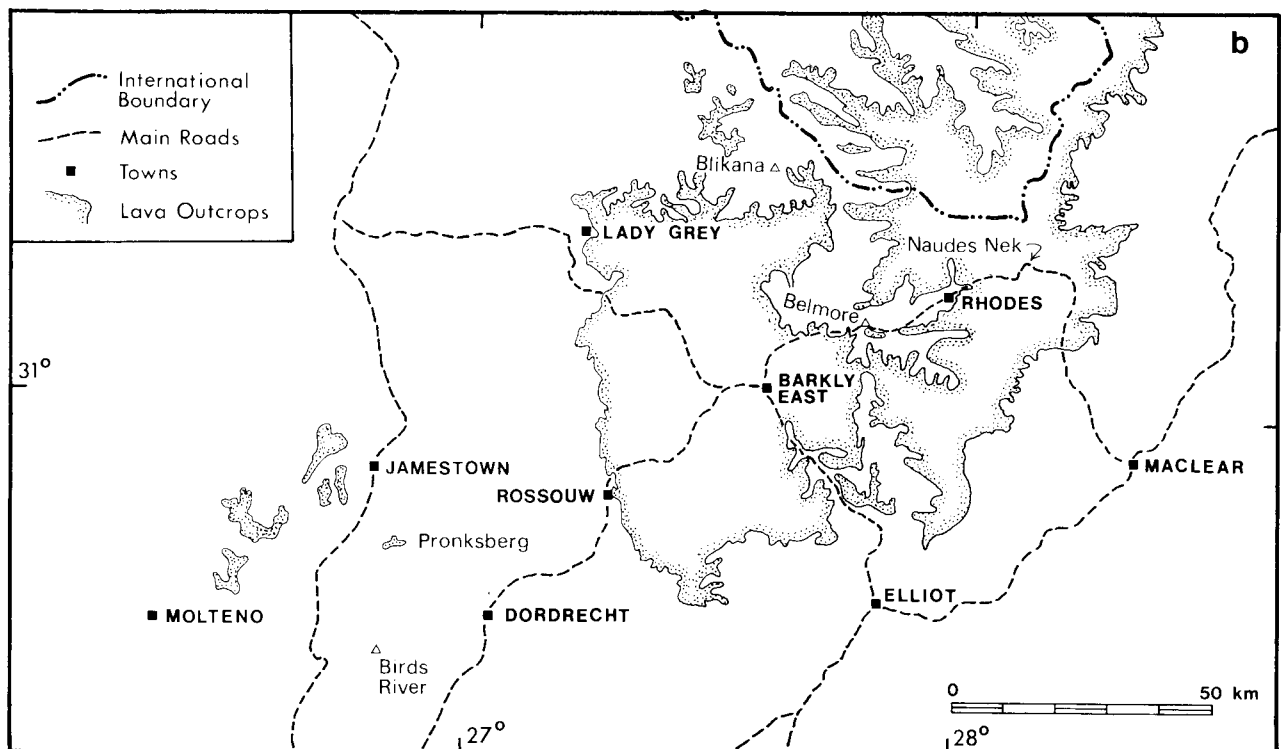 b
International
Boundary
Main Roads
Towns
Lava Outcrops
Blikana
LADY GREY
Naudes Nek
RHODES
Belmore
31°
BARKLY
EAST
JAMESTOWN
MACLEAR
ROSSOUW
Pronksberg
ELLIOT
MOLTENO
DORDRECHT
Birds
River
0 50 km
27°
28°